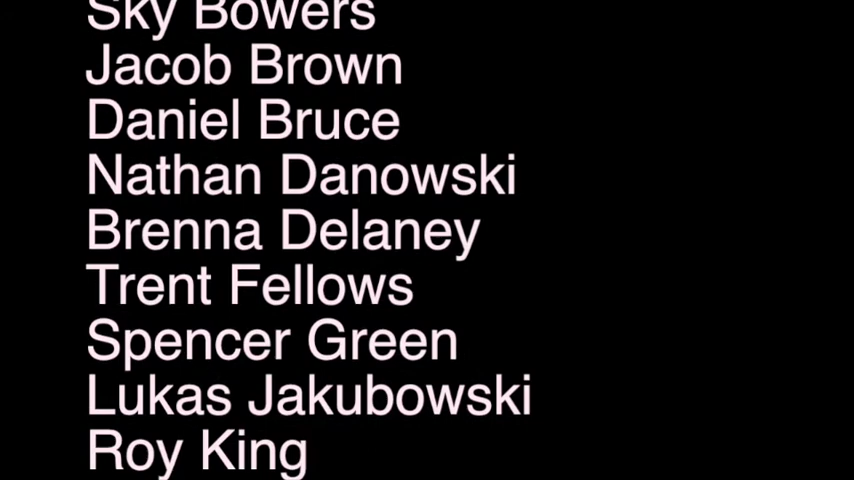 Sky Bowers
Jacob Brown
Daniel Bruce
Nathan Danowski
Brenna Delaney
Trent Fellows
Spencer Green
Lukas Jakubowski
Roy King